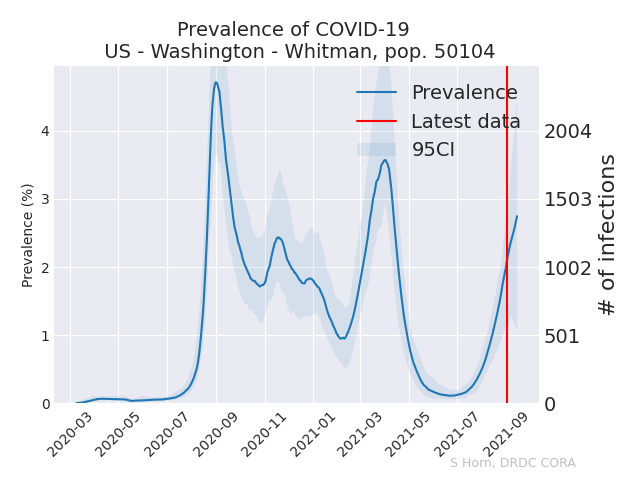 Prevalence of COVID-19
US - Washington - Whitman, pop. 50104
Prevalence
Latest data
95CI
Prevalence (%)
4
3
2
1
0
2004
1503
1002
501
0
# of infections
2020-03
2020-05
2020-07
2020-09
2020-11
2021-01
2021-03
2021-05
2021-07
2021-09
S Horn, DRDC CORA